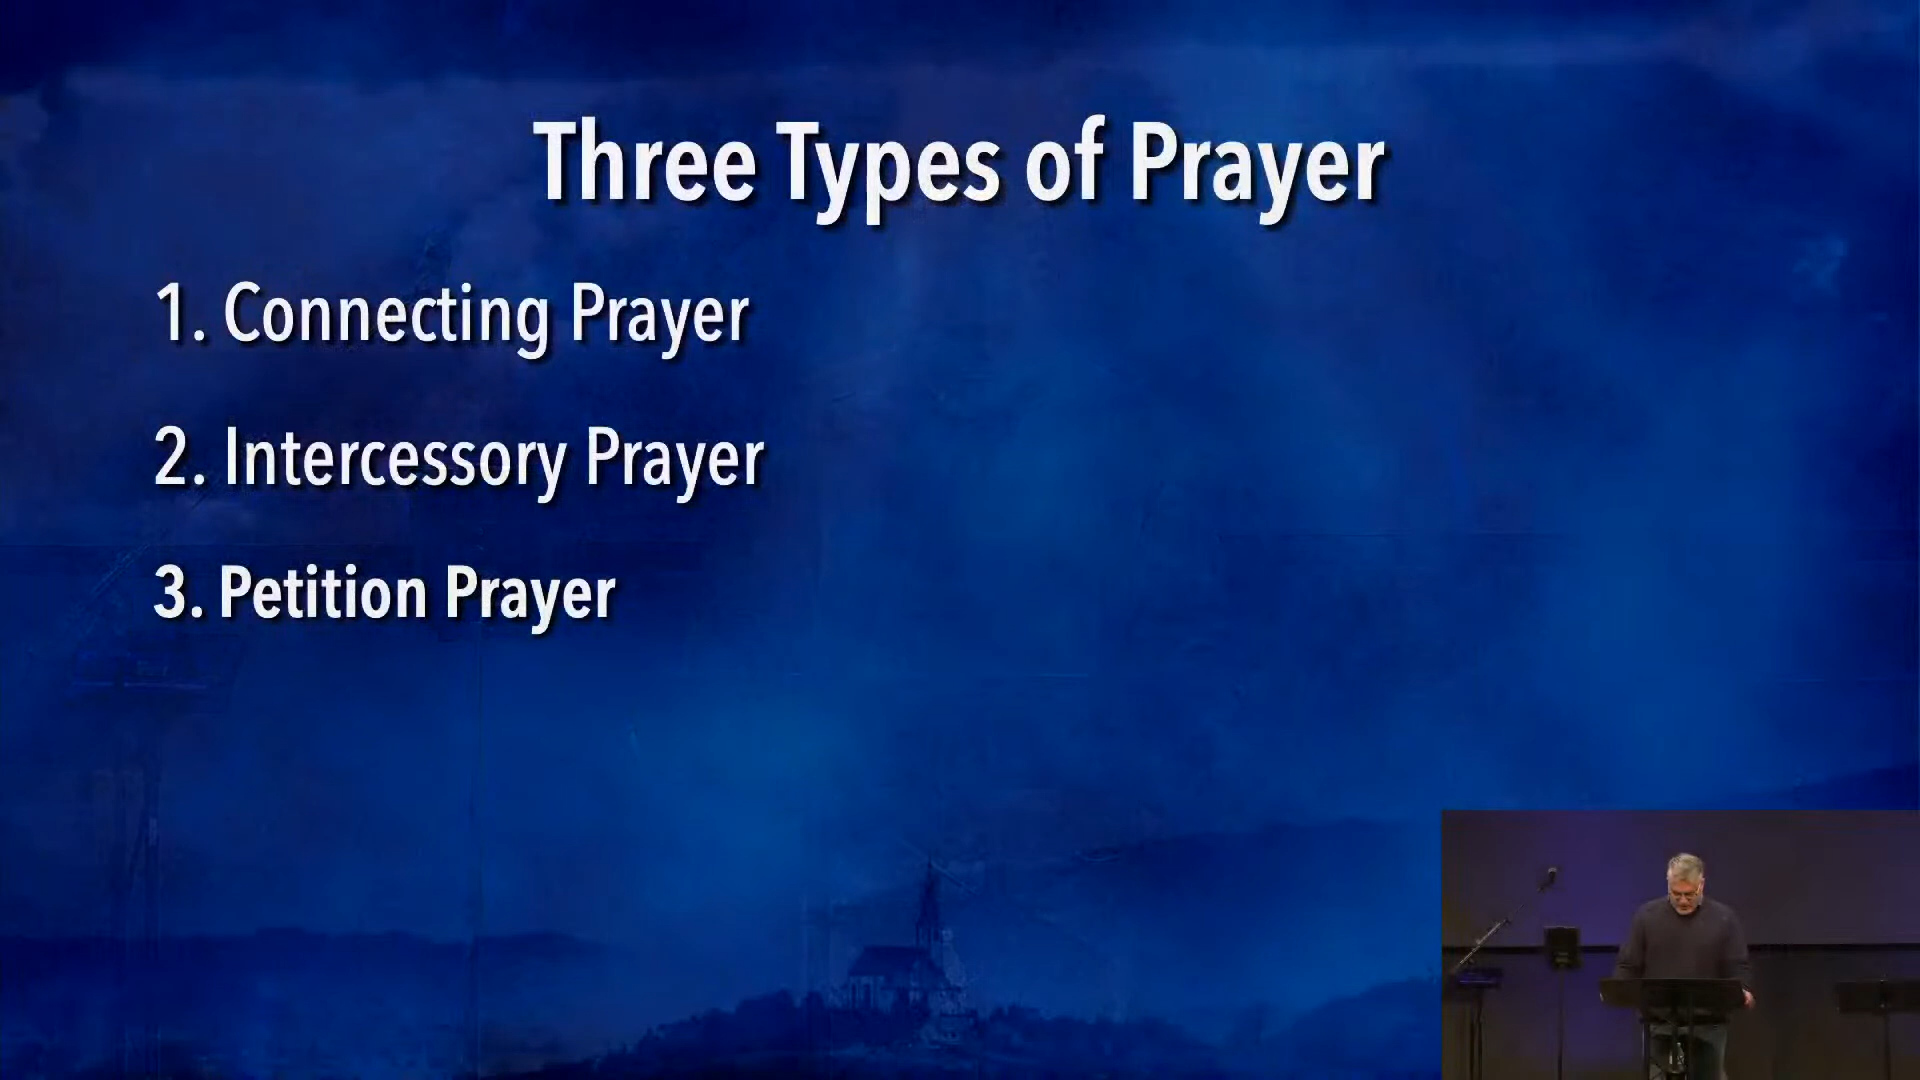 Three Types of Prayer
1. Connecting Prayer
2. Intercessory Prayer
3. Petition Prayer